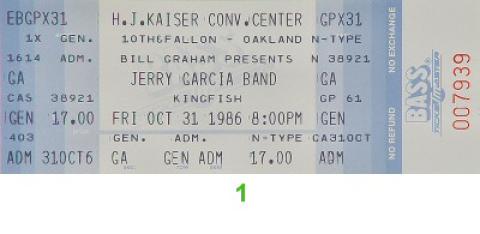 EBGPX31 H.J.KAISER CONV.CENTER GPX31
1X GEN. 10TH&FALLON - OAKLAND N-TYPE
1614 ADM. BILL GRAHAM PRESENTS N 38921
GA JERRY GARCIA BAND GA
CAS 38921 KINGFISH GP 61
GEN 17.00 FRI OCT 31 1986 8:00PM GEN
403 GEN. ADM. N-TYPE CA31OCT
ADM 31OCT6 GA GEN ADM 17.00 ADM
NO REFUND NO EXCHANGE
BASS
TICKETMASTER
007939
1